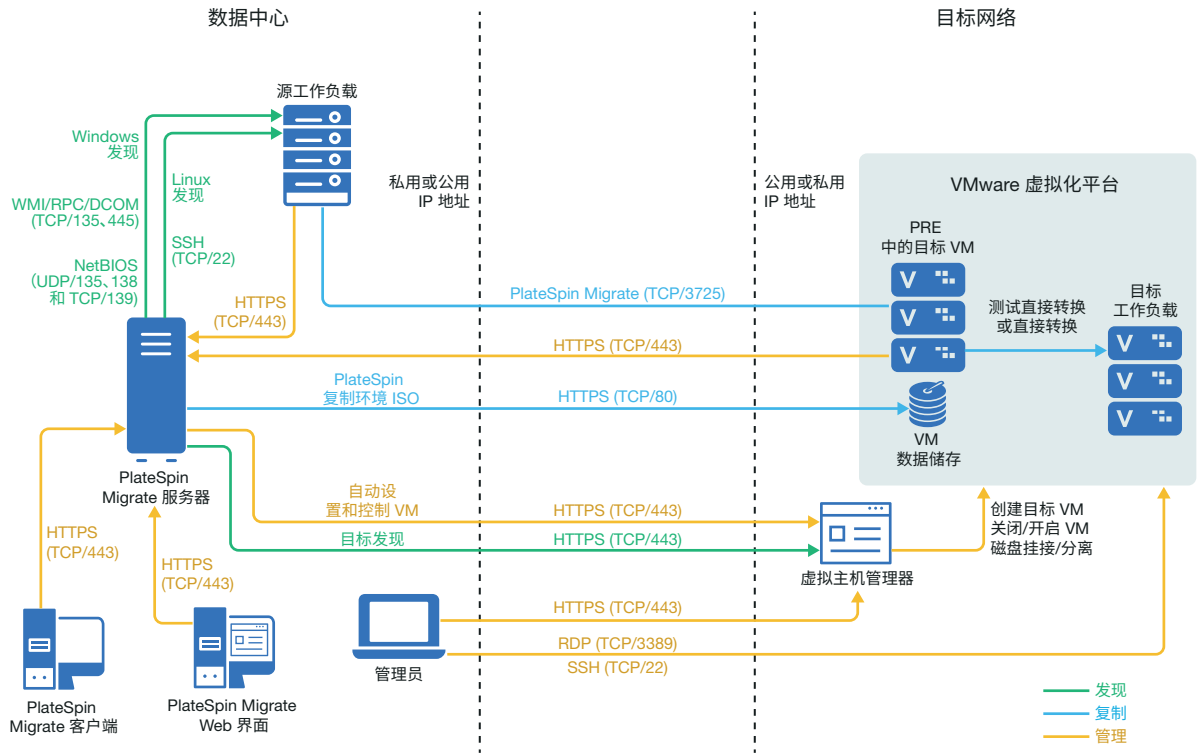 数据中心
目标网络
源工作负载
Windows
发现
Linux
发现
WMI/RPC/DCOM
(TCP/135、445)
SSH
(TCP/22)
NetBIOS
(UDP/135、138
和 TCP/139)
HTTPS
(TCP/443)
私用或公用
IP 地址
公用或私用
IP 地址
VMware 虚拟化平台
PRE
中的目标 VM
V
V
V
PlateSpin Migrate (TCP/3725)
测试直接转换
或直接转换
目标
工作负载
V
V
V
HTTPS (TCP/443)
PlateSpin
复制环境 ISO
HTTPS (TCP/80)
VM
数据储存
PlateSpin
Migrate 服务器
自动设
置和控制 VM
HTTPS (TCP/443)
目标发现
HTTPS (TCP/443)
创建目标 VM
关闭/开启 VM
磁盘挂接/分离
虚拟主机管理器
HTTPS
(TCP/443)
HTTPS
(TCP/443)
HTTPS (TCP/443)
RDP (TCP/3389)
SSH (TCP/22)
管理员
PlateSpin
Migrate 客户端
PlateSpin Migrate
Web 界面
发现
复制
管理